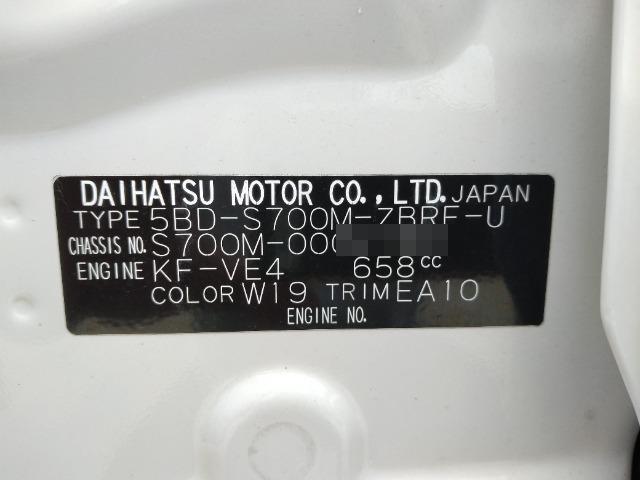 DAIHATSU MOTOR CO., LTD. JAPAN
TYPE 5BD-S700M-ZBRF-U
CHASSIS NO. S700M-000
ENGINE KF-VE4 658cc
COLOR W19 TRIM EA10
ENGINE NO.